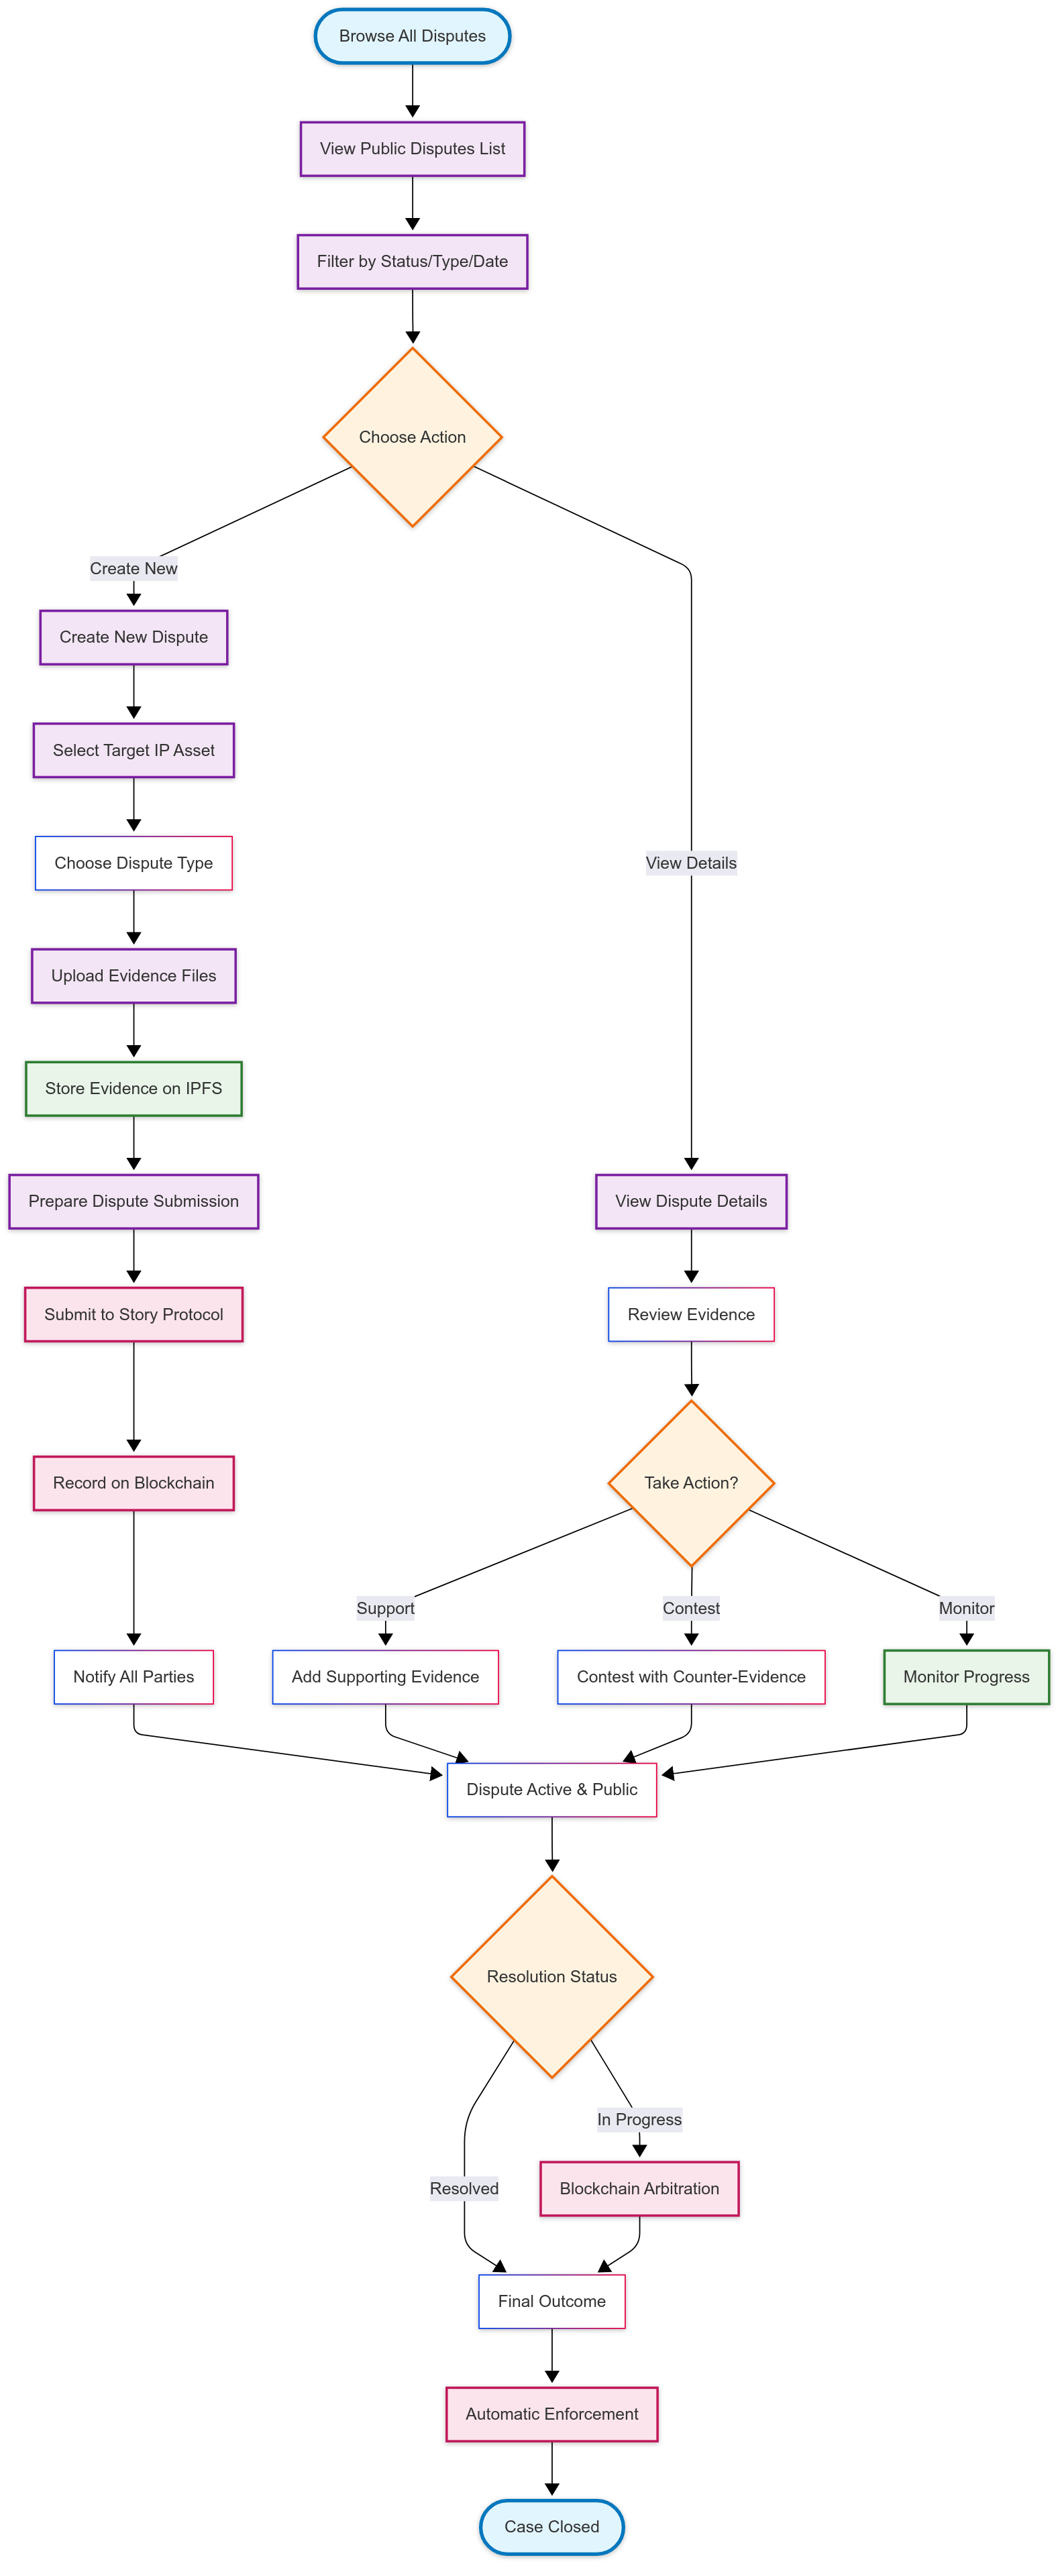 Browse All Disputes
View Public Disputes List
Filter by Status/Type/Date
Choose Action
Create New
Create New Dispute
Select Target IP Asset
Choose Dispute Type
View Details
Upload Evidence Files
Store Evidence on IPFS
Prepare Dispute Submission
View Dispute Details
Submit to Story Protocol
Review Evidence
Record on Blockchain
Take Action?
Support
Contest
Monitor
Notify All Parties
Add Supporting Evidence
Contest with Counter-Evidence
Monitor Progress
Dispute Active & Public
Resolution Status
In Progress
Resolved
Blockchain Arbitration
Final Outcome
Automatic Enforcement
Case Closed